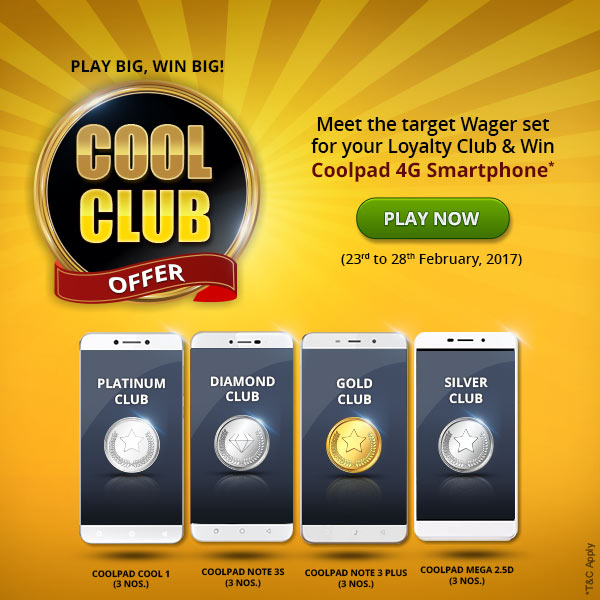 PLAY BIG, WIN BIG!
COOL
CLUB
OFFER
Meet the target Wager set
for your Loyalty Club & Win
Coolpad 4G Smartphone*
PLAY NOW
(23rd to 28th February, 2017)
PLATINUM
CLUB
DIAMOND
CLUB
GOLD
CLUB
SILVER
CLUB
COOLPAD COOL 1
(3 NOS.)
COOLPAD NOTE 3S
(3 NOS.)
COOLPAD NOTE 3 PLUS
(3 NOS.)
COOLPAD MEGA 2.5D
(3 NOS.)
*T&C Apply